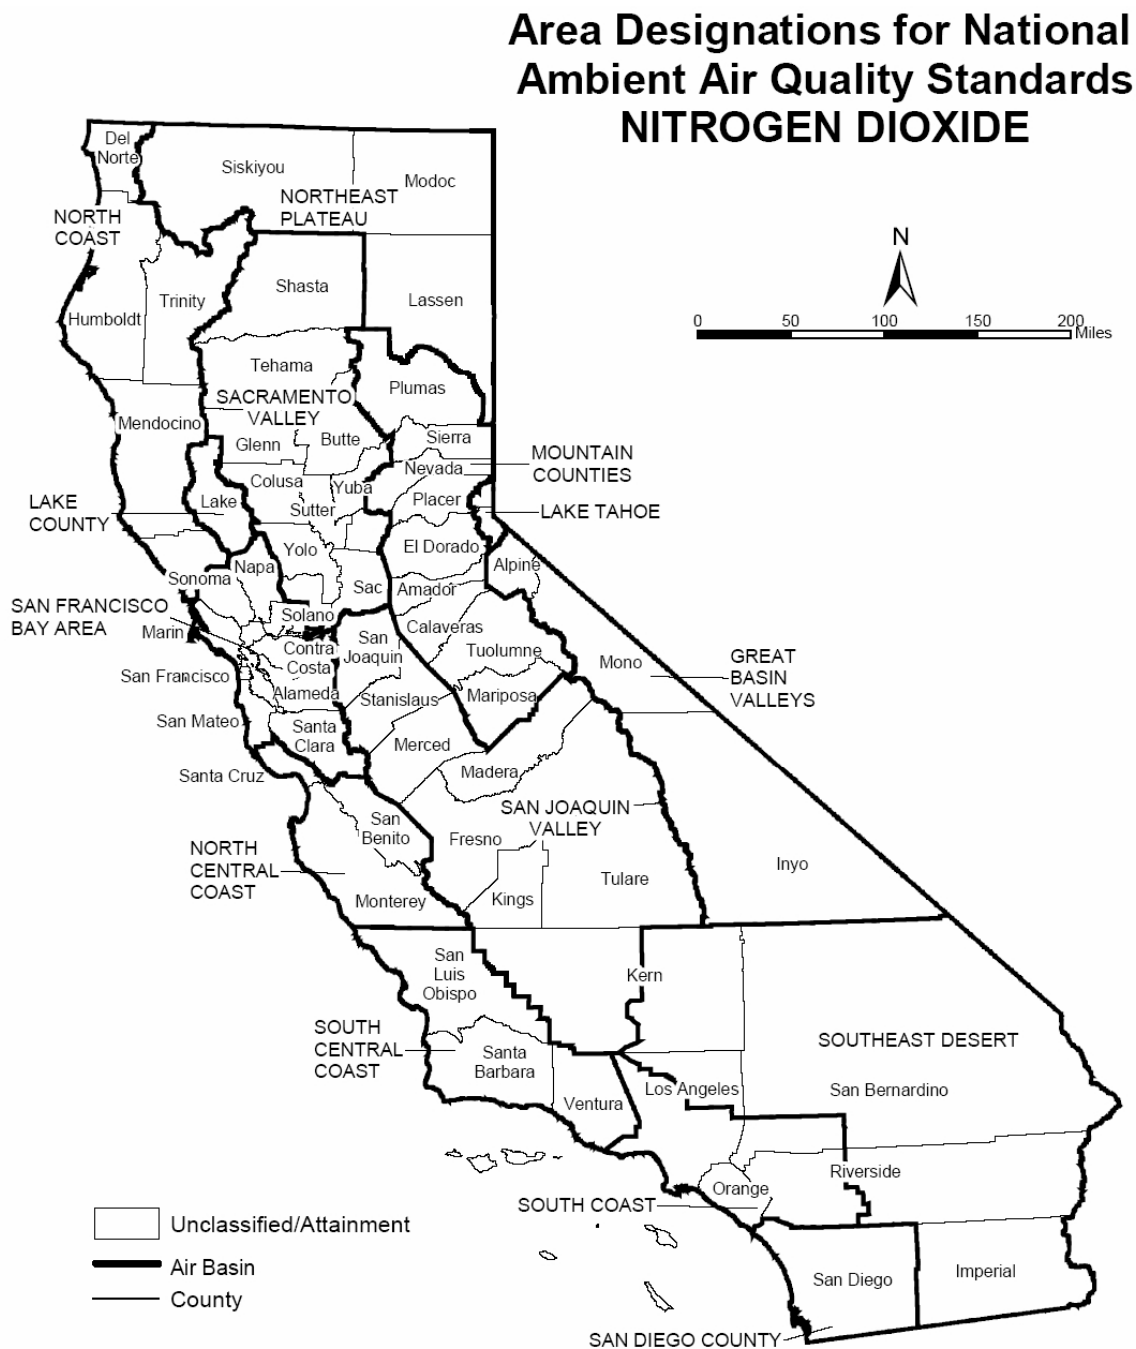 Area Designations for National
Ambient Air Quality Standards
NITROGEN DIOXIDE
Del
Norte
Siskiyou
Modoc
NORTHEAST
PLATEAU
NORTH
COAST
N
Shasta
Trinity
Lassen
Humboldt
0 50 100 150 200
Miles
Tehama
Plumas
SACRAMENTO
VALLEY
Mendocino
Glenn
Butte
Sierra
MOUNTAIN
COUNTIES
Nevada
Colusa
Yuba
Lake
Placer
LAKE
COUNTY
Sutter
LAKE TAHOE
Yolo
El Dorado
Napa
Alpine
Sonoma
Sac
Amador
SAN FRANCISCO
BAY AREA
Solano
Marin
Calaveras
San
Joaquin
Contra
Costa
Tuolumne
Mono
GREAT
BASIN
VALLEYS
San Francisco
Alameda
Stanislaus
Mariposa
San Mateo
Santa
Clara
Merced
Santa Cruz
Madera
SAN JOAQUIN
VALLEY
San
Benito
Fresno
NORTH
CENTRAL
COAST
Inyo
Tulare
Monterey
Kings
San
Luis
Obispo
Kern
SOUTH
CENTRAL
COAST
SOUTHEAST DESERT
Santa
Barbara
Los Angeles
San Bernardino
Ventura
Riverside
Orange
SOUTH COAST
Unclassified/Attainment
Air Basin
County
San Diego
Imperial
SAN DIEGO COUNTY